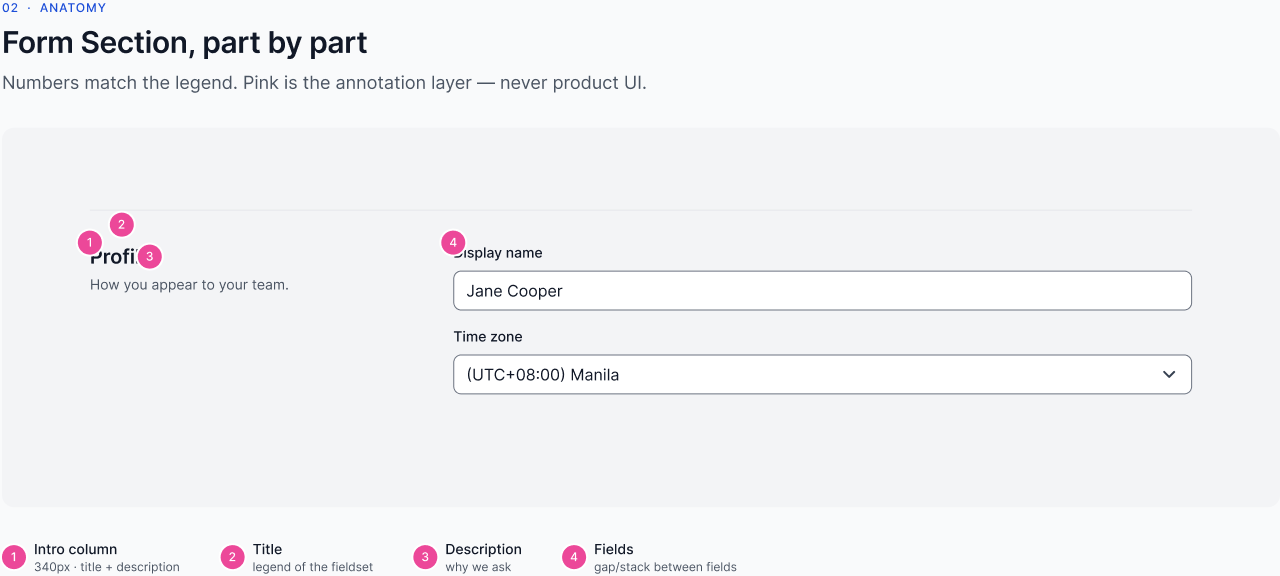 02 · ANATOMY
Form Section, part by part
Numbers match the legend. Pink is the annotation layer — never product UI.
2
1
3
4
How you appear to your team.
Display name
Jane Cooper
Time zone
(UTC+08:00) Manila
1 Intro column
340px · title + description
2 Title
legend of the fieldset
3 Description
why we ask
4 Fields
gap/stack between fields